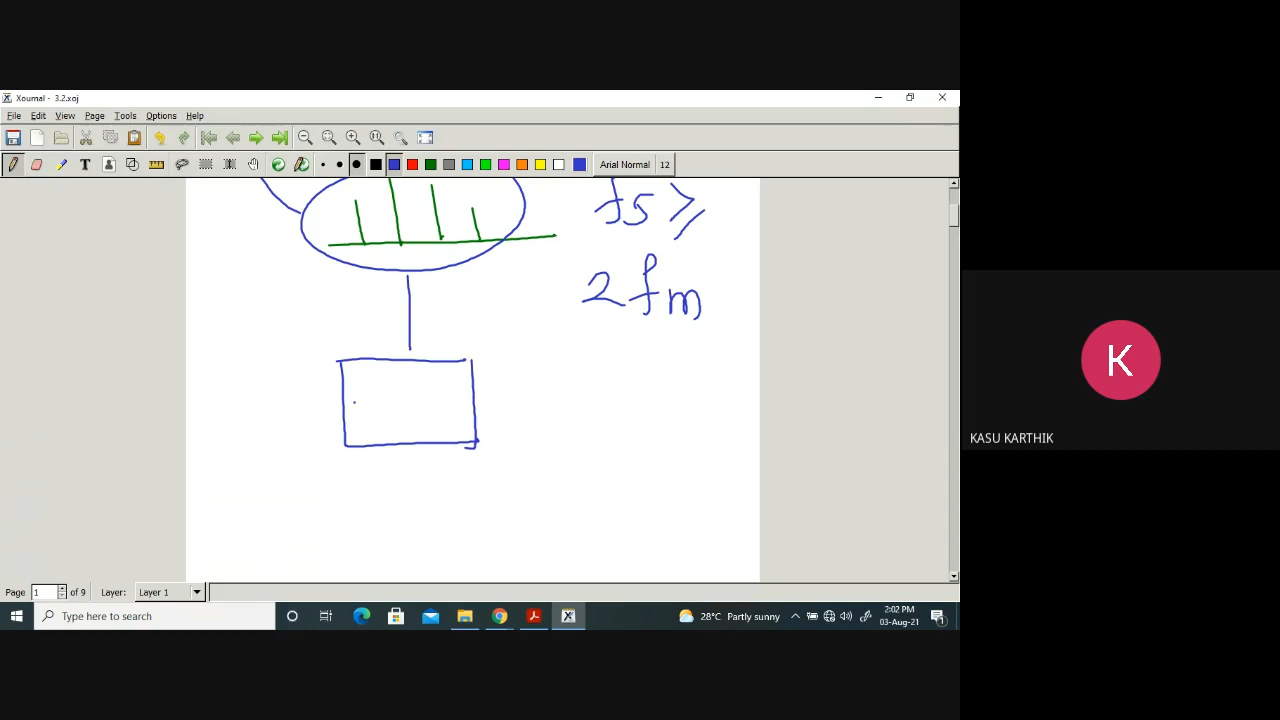 Xournal - 3.2.xoj
File Edit View Page Tools Options Help
Arial Normal 12
fs ≥
2fm
K
KASU KARTHIK
Page 1 of 9 Layer: Layer 1
Type here to search
28°C Partly sunny
2:02 PM
03-Aug-21
1